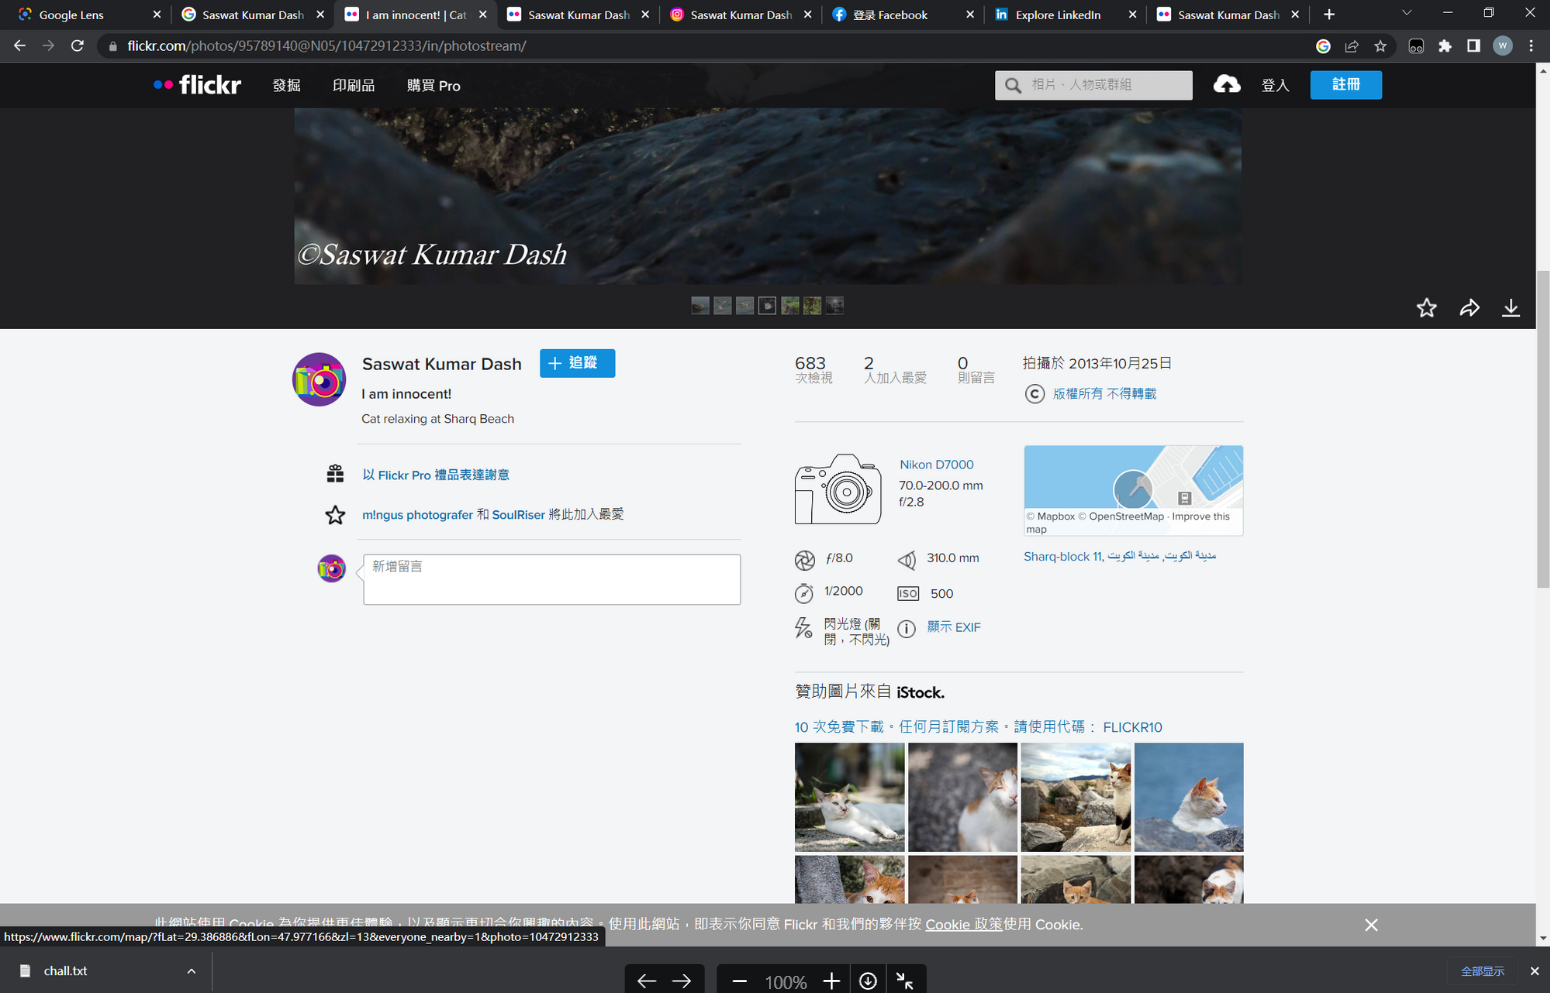 Google Lens
Saswat Kumar Dash
I am innocent! | Cat
Saswat Kumar Dash
Saswat Kumar Dash
登录 Facebook
Explore LinkedIn
Saswat Kumar Dash
flickr.com/photos/95789140@N05/10472912333/in/photostream/
W
flickr
發掘
印刷品
購買 Pro
相片、人物或群組
登入
註冊
©Saswat Kumar Dash
Saswat Kumar Dash
追蹤
I am innocent!
Cat relaxing at Sharq Beach
以 Flickr Pro 禮品表達謝意
m!ngus photografer 和 SoulRiser 將此加入最愛
新增留言
683
次檢視
2
人加入最愛
0
則留言
拍攝於 2013年10月25日
版權所有 不得轉載
Nikon D7000
70.0-200.0 mm
f/2.8
ƒ/8.0
310.0 mm
1/2000
ISO 500
閃光燈 (關
閉，不閃光)
顯示 EXIF
© Mapbox © OpenStreetMap · Improve this
map
Sharq-block 11, مدينة الكويت, مدينة الكويت
贊助圖片來自 iStock.
10 次免費下載。任何月訂閱方案。請使用代碼： FLICKR10
此網站使用 Cookie 為你提供更佳體驗，以及顯示更切合你興趣的內容。使用此網站，即表示你同意 Flickr 和我們的夥伴按 Cookie 政策使用 Cookie.
https://www.flickr.com/map/?fLat=29.386886&fLon=47.977166&zl=13&everyone_nearby=1&photo=10472912333
chall.txt
100%
全部显示